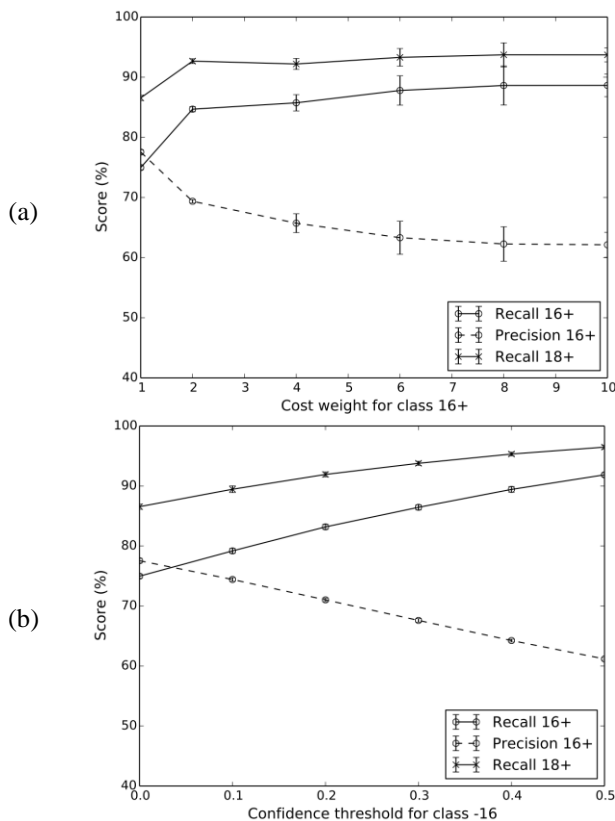 (a)
Score (%)
100
90
80
70
60
50
40
1 2 3 4 5 6 7 8 9 10
Cost weight for class 16+
Recall 16+
Precision 16+
Recall 18+
(b)
Score (%)
100
90
80
70
60
50
40
0.0 0.1 0.2 0.3 0.4 0.5
Confidence threshold for class -16
Recall 16+
Precision 16+
Recall 18+